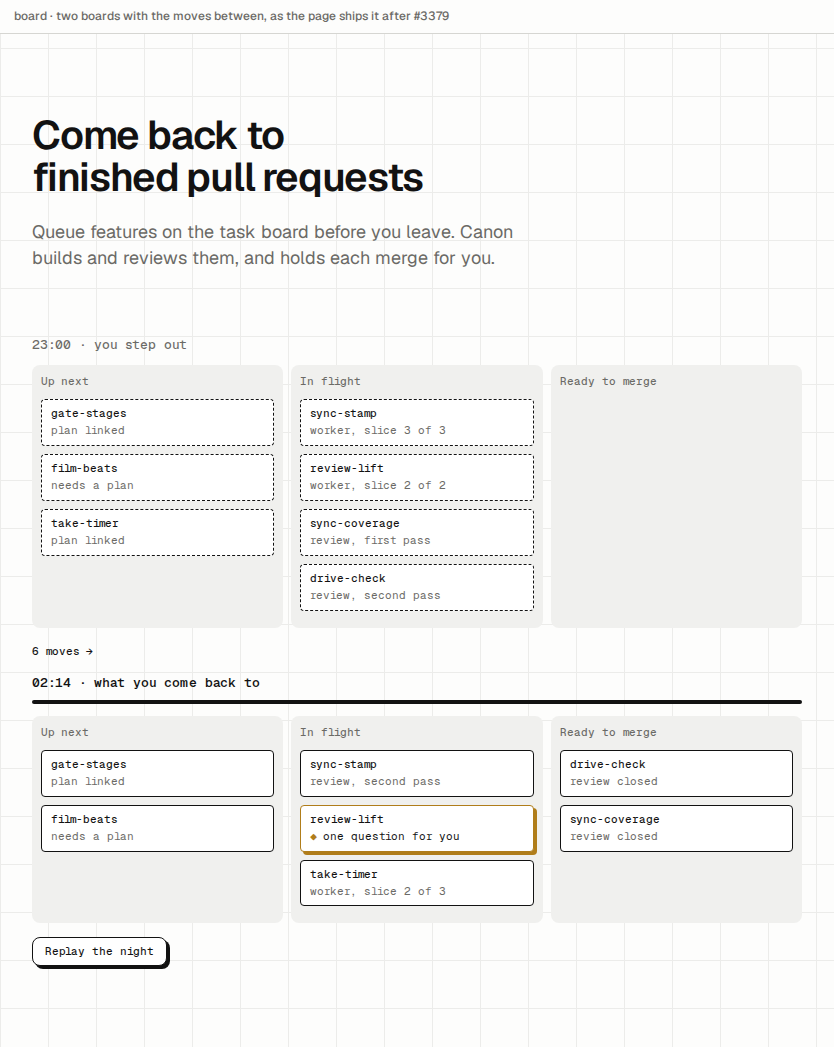 board · two boards with the moves between, as the page ships it after #3379
Come back to
finished pull requests
Queue features on the task board before you leave. Canon
builds and reviews them, and holds each merge for you.
23:00 · you step out
Up next
gate-stages
plan linked
film-beats
needs a plan
take-timer
plan linked
In flight
sync-stamp
worker, slice 3 of 3
review-lift
worker, slice 2 of 2
sync-coverage
review, first pass
drive-check
review, second pass
Ready to merge
6 moves →
02:14 · what you come back to
Up next
gate-stages
plan linked
film-beats
needs a plan
In flight
sync-stamp
review, second pass
review-lift
◆ one question for you
take-timer
worker, slice 2 of 3
Ready to merge
drive-check
review closed
sync-coverage
review closed
Replay the night